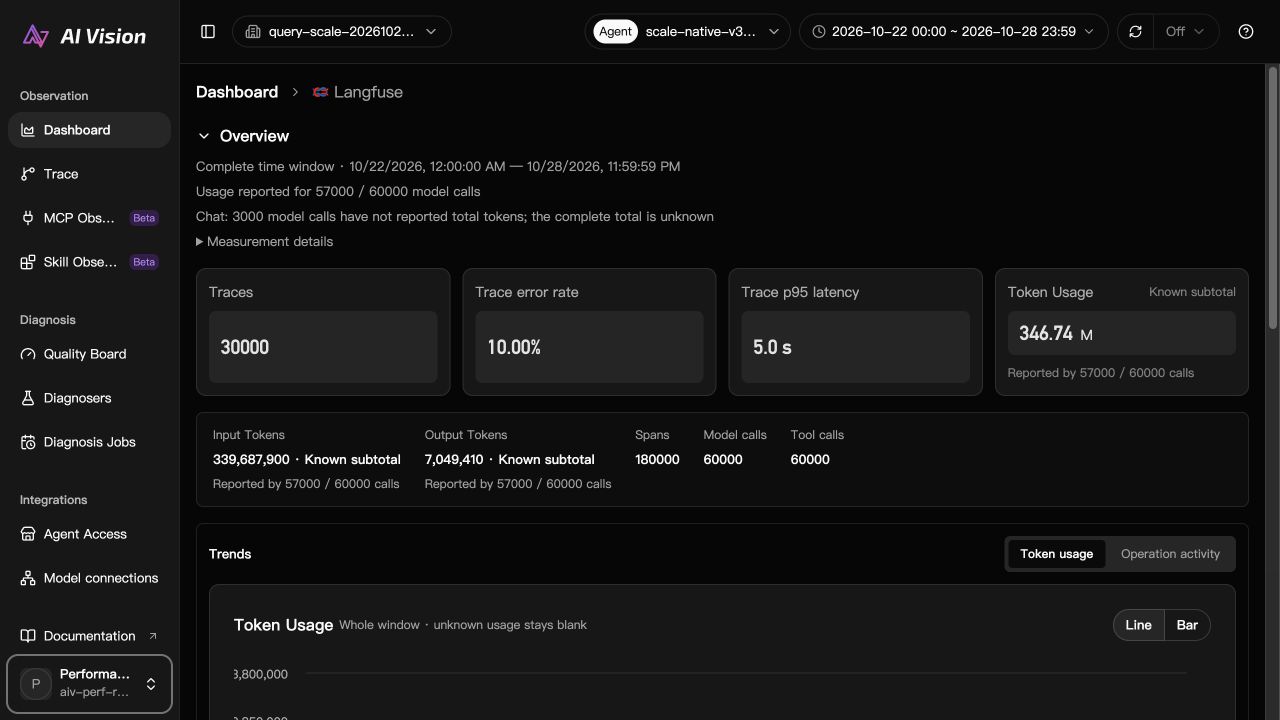 AI Vision
query-scale-2026102...
Agent scale-native-v3...
2026-10-22 00:00 ~ 2026-10-28 23:59
Off
Observation
Dashboard
Trace
MCP Obs... Beta
Skill Obse... Beta
Diagnosis
Quality Board
Diagnosers
Diagnosis Jobs
Integrations
Agent Access
Model connections
Documentation
P
Performa...
aiv-perf-r...
Dashboard > Langfuse
Overview
Complete time window · 10/22/2026, 12:00:00 AM — 10/28/2026, 11:59:59 PM
Usage reported for 57000 / 60000 model calls
Chat: 3000 model calls have not reported total tokens; the complete total is unknown
Measurement details
Traces
30000
Trace error rate
10.00%
Trace p95 latency
5.0 s
Token Usage Known subtotal
346.74 M
Reported by 57000 / 60000 calls
Input Tokens
339,687,900 · Known subtotal
Reported by 57000 / 60000 calls
Output Tokens
7,049,410 · Known subtotal
Reported by 57000 / 60000 calls
Spans
180000
Model calls
60000
Tool calls
60000
Trends
Token usage Operation activity
Token Usage Whole window · unknown usage stays blank
Line Bar
3,800,000